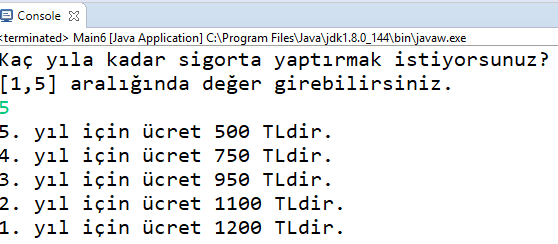 Console
<terminated> Main6 [Java Application] C:\Program Files\Java\jdk1.8.0_144\bin\javaw.exe
Kaç yıla kadar sigorta yaptırmak istiyorsunuz?
[1,5] aralığında değer girebilirsiniz.
5
5. yıl için ücret 500 TLdir.
4. yıl için ücret 750 TLdir.
3. yıl için ücret 950 TLdir.
2. yıl için ücret 1100 TLdir.
1. yıl için ücret 1200 TLdir.